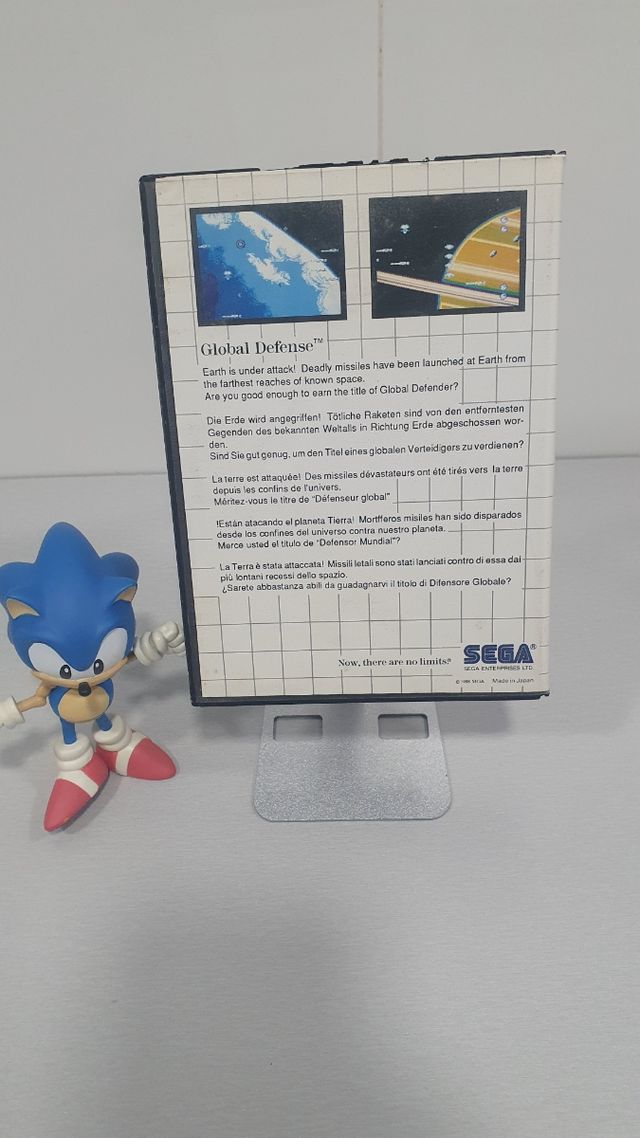 Global Defense™
Earth is under attack! Deadly missiles have been launched at Earth from
the farthest reaches of known space.
Are you good enough to earn the title of Global Defender?
Die Erde wird angegriffen! Tötliche Raketen sind von den entferntesten
Gegenden des bekannten Weltalls in Richtung Erde abgeschossen wor-
den.
Sind Sie gut genug, um den Titel eines globalen Verteidigers zu verdienen?
La terre est attaquée! Des missiles dévastateurs ont été tirés vers la terre
depuis les confins de l'univers.
Méritez-vous le titre de "Défenseur global"
!Están atacando el planeta Tierra! Mortfferos misiles han sido disparados
desde los confines del universo contra nuestro planeta.
Merce usted el titulo de "Defensor Mundial"?
La Terra è stata attaccata! Missili letali sono stati lanciati contro di essa dai
più lontani recessi dello spazio.
¿Sarete abbastanza abili da guadagnarvi il titolo di Difensore Globale?
Now, there are no limits.®
SEGA®
SEGA ENTERPRISES LTD.
Made in Japan